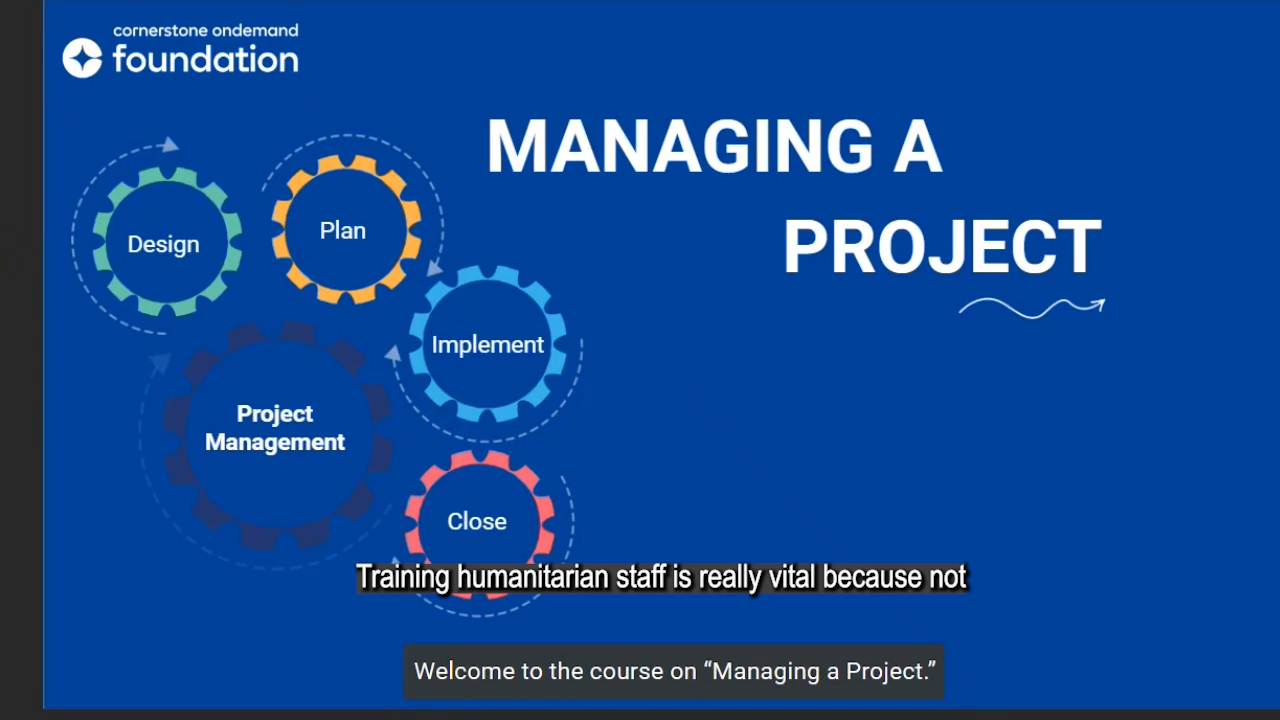 cornerstone ondemand
foundation
MANAGING A
PROJECT
Design
Plan
Implement
Project
Management
Close
Training humanitarian staff is really vital because not
Welcome to the course on “Managing a Project.”